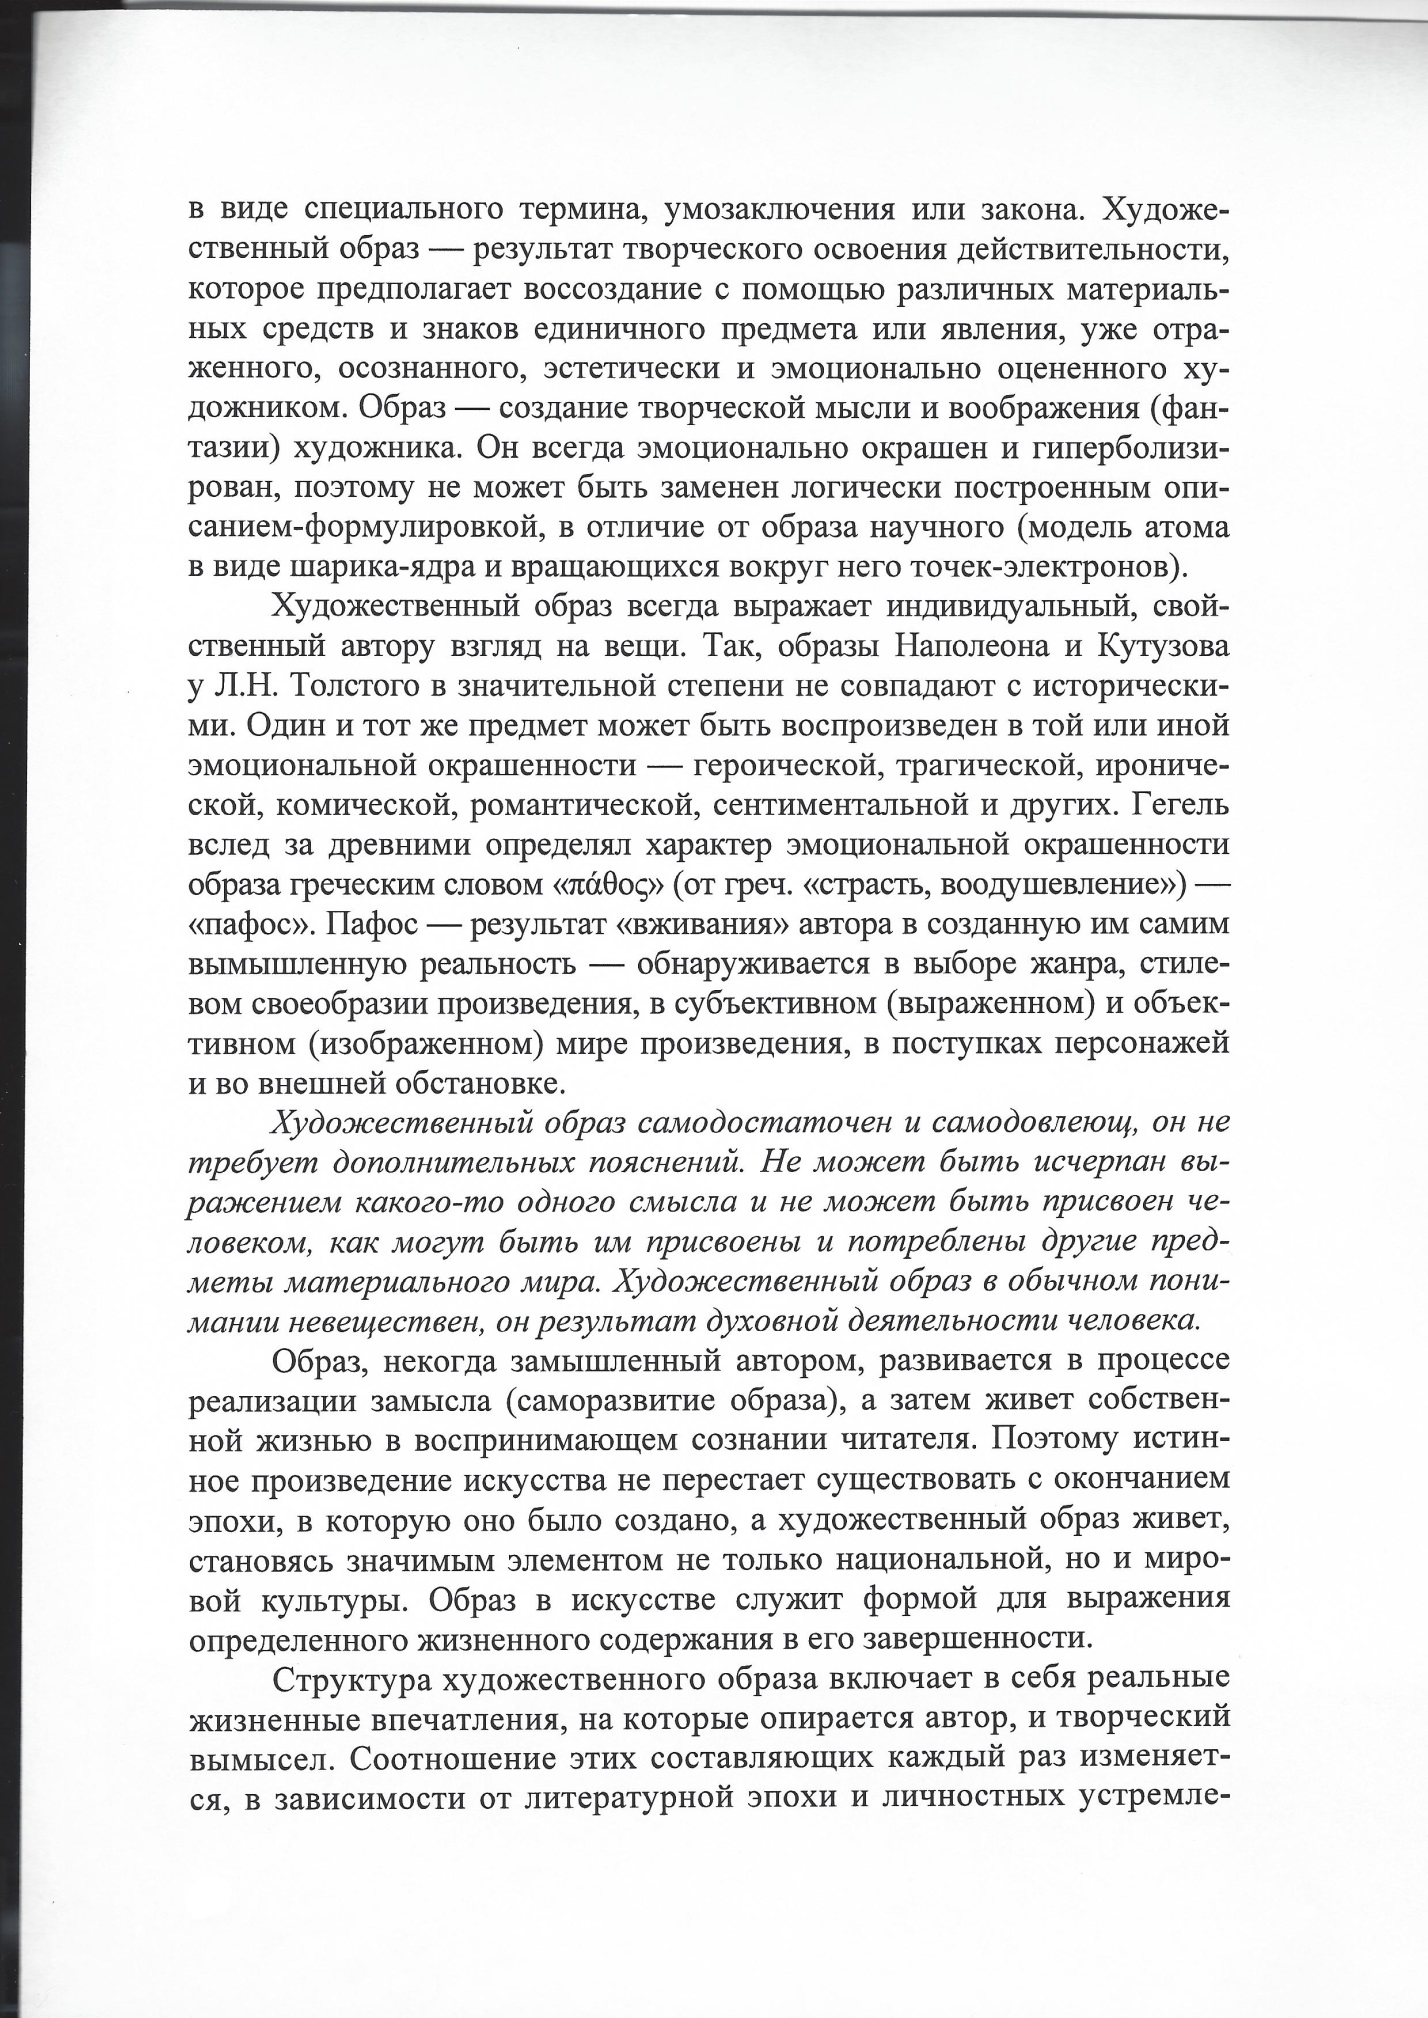 в виде специального термина, умозаключения или закона. Художе-
ственный образ — результат творческого освоения действительности,
которое предполагает воссоздание с помощью различных материаль-
ных средств и знаков единичного предмета или явления, уже отра-
женного, осознанного, эстетически и эмоционально оцененного ху-
дожником. Образ — создание творческой мысли и воображения (фан-
тазии) художника. Он всегда эмоционально окрашен и гиперболизи-
рован, поэтому не может быть заменен логически построенным опи-
санием-формулировкой, в отличие от образа научного (модель атома
в виде шарика-ядра и вращающихся вокруг него точек-электронов).
Художественный образ всегда выражает индивидуальный, свой-
ственный автору взгляд на вещи. Так, образы Наполеона и Кутузова
у Л.Н. Толстого в значительной степени не совпадают с исторически-
ми. Один и тот же предмет может быть воспроизведен в той или иной
эмоциональной окрашенности — героической, трагической, ирониче-
ской, комической, романтической, сентиментальной и других. Гегель
вслед за древними определял характер эмоциональной окрашенности
образа греческим словом «πάθος» (от греч. «страсть, воодушевление») —
«пафос». Пафос — результат «вживания» автора в созданную им самим
вымышленную реальность — обнаруживается в выборе жанра, стиле-
вом своеобразии произведения, в субъективном (выраженном) и объек-
тивном (изображенном) мире произведения, в поступках персонажей
и во внешней обстановке.
Художественный образ самодостаточен и самодовлеющ, он не
требует дополнительных пояснений. Не может быть исчерпан вы-
ражением какого-то одного смысла и не может быть присвоен че-
ловеком, как могут быть им присвоены и потреблены другие пред-
меты материального мира. Художественный образ в обычном пони-
мании невеществен, он результат духовной деятельности человека.
Образ, некогда замышленный автором, развивается в процессе
реализации замысла (саморазвитие образа), а затем живет собствен-
ной жизнью в воспринимающем сознании читателя. Поэтому истин-
ное произведение искусства не перестает существовать с окончанием
эпохи, в которую оно было создано, а художественный образ живет,
становясь значимым элементом не только национальной, но и миро-
вой культуры. Образ в искусстве служит формой для выражения
определенного жизненного содержания в его завершенности.
Структура художественного образа включает в себя реальные
жизненные впечатления, на которые опирается автор, и творческий
вымысел. Соотношение этих составляющих каждый раз изменяет-
ся, в зависимости от литературной эпохи и личностных устремле-